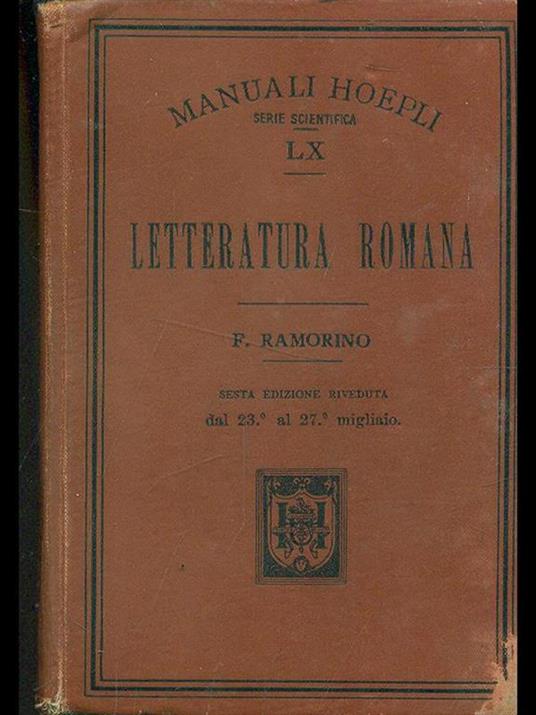 MANUALI HOEPLI
SERIE SCIENTIFICA
LX
LETTERATURA ROMANA
F. RAMORINO
SESTA EDIZIONE RIVEDUTA
dal 23.° al 27.° migliaio.